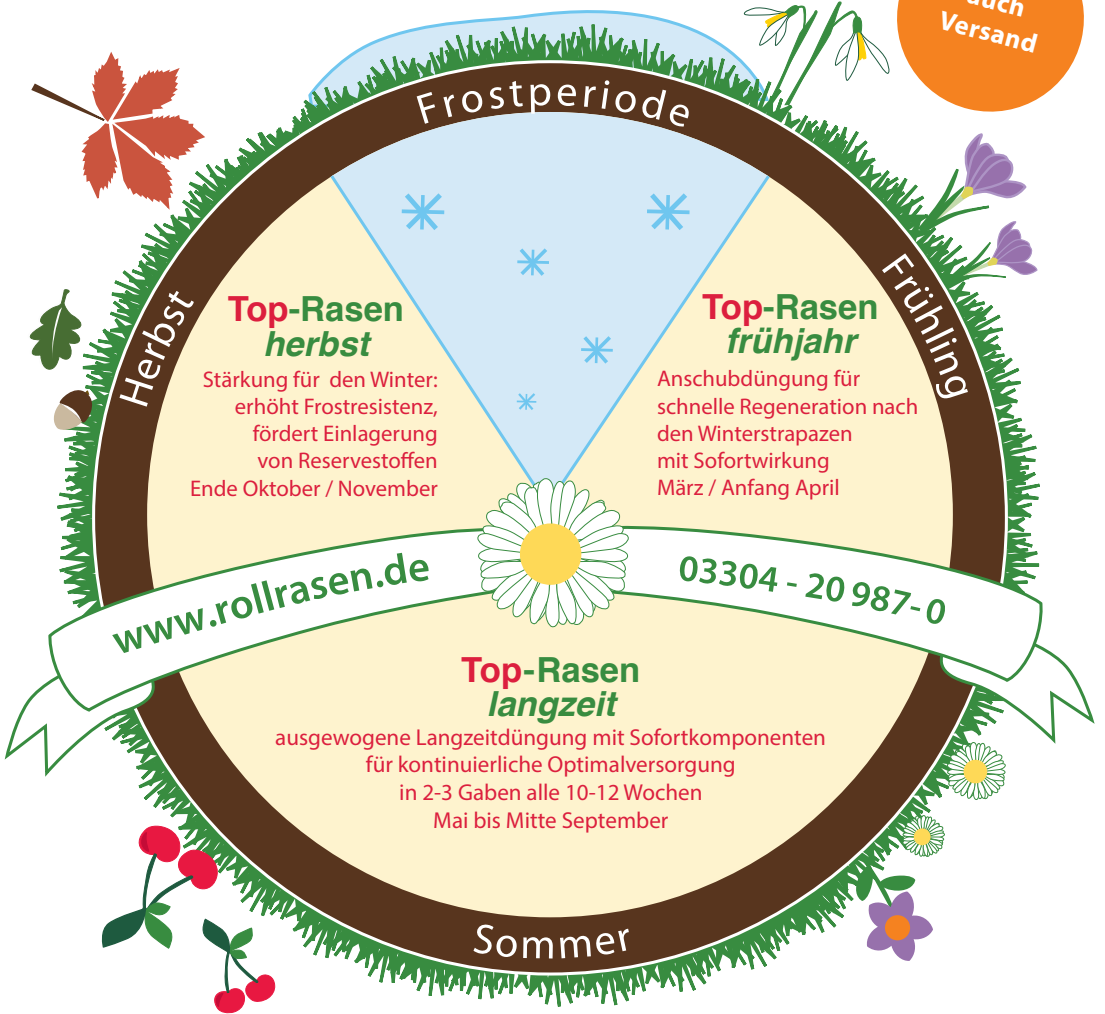 auch
Versand
Frostperiode
Herbst
Frühling
Top-Rasen
herbst
Stärkung für den Winter:
erhöht Frostresistenz,
fördert Einlagerung
von Reservestoffen
Ende Oktober / November
Top-Rasen
frühjahr
Anschubdüngung für
schnelle Regeneration nach
den Winterstrapazen
mit Sofortwirkung
März / Anfang April
www.rollrasen.de
03304 - 20 987-0
Top-Rasen
langzeit
ausgewogene Langzeitdüngung mit Sofortkomponenten
für kontinuierliche Optimalversorgung
in 2-3 Gaben alle 10-12 Wochen
Mai bis Mitte September
Sommer